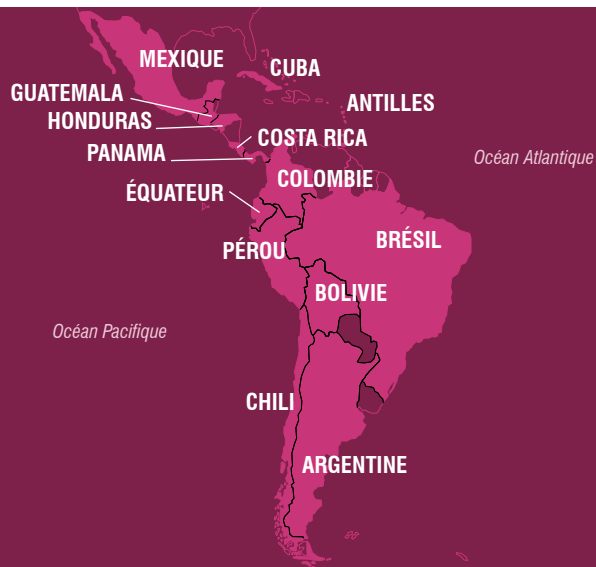 MEXIQUE
CUBA
GUATEMALA
ANTILLES
HONDURAS
COSTA RICA
PANAMA
Océan Atlantique
COLOMBIE
ÉQUATEUR
BRÉSIL
PÉROU
BOLIVIE
Océan Pacifique
CHILI
ARGENTINE